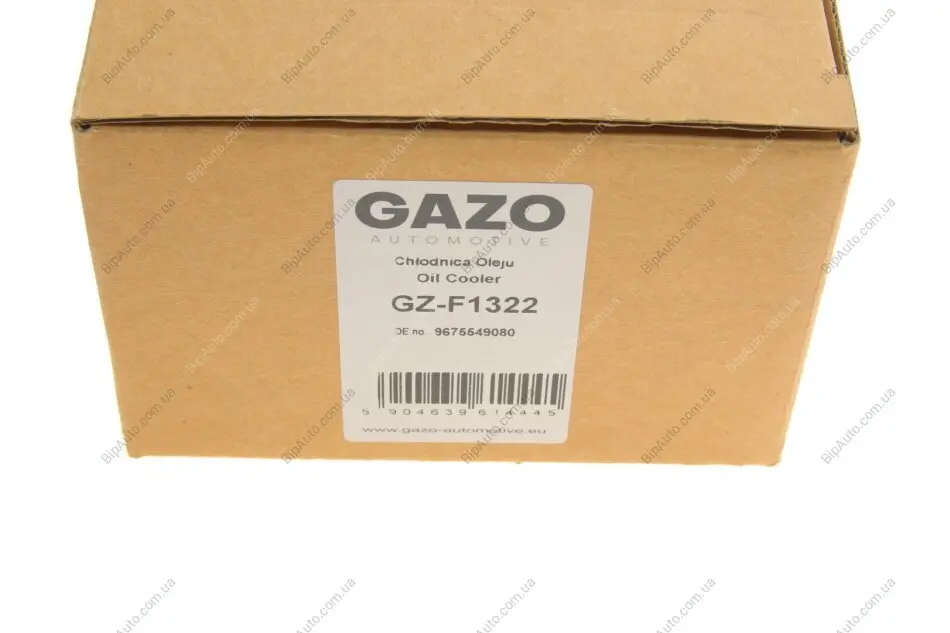 GAZO
AUTOMOTIVE
Chłodnica Oleju
Oil Cooler
GZ-F1322
OE no. 9675549080
5 904639 614445
www.gazo-automotive.eu
BipAuto.com.ua